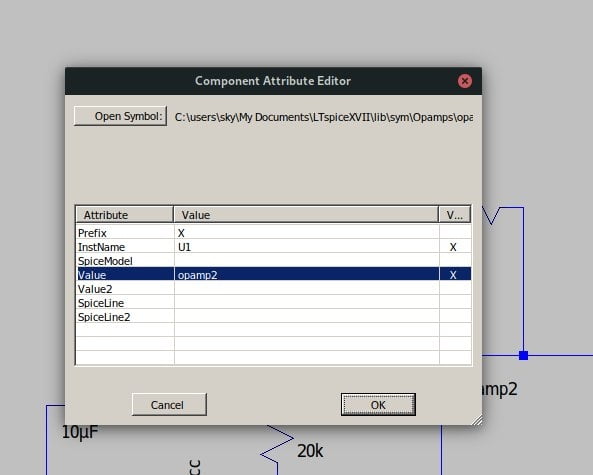 Component Attribute Editor
Open Symbol: C:\users\sky\My Documents\LTspiceXVII\lib\sym\Opamps\opa
Attribute Value V...
Prefix X
InstName U1 X
SpiceModel
Value opamp2 X
Value2
SpiceLine
SpiceLine2
Cancel OK
amp2
10µF
20k
CC